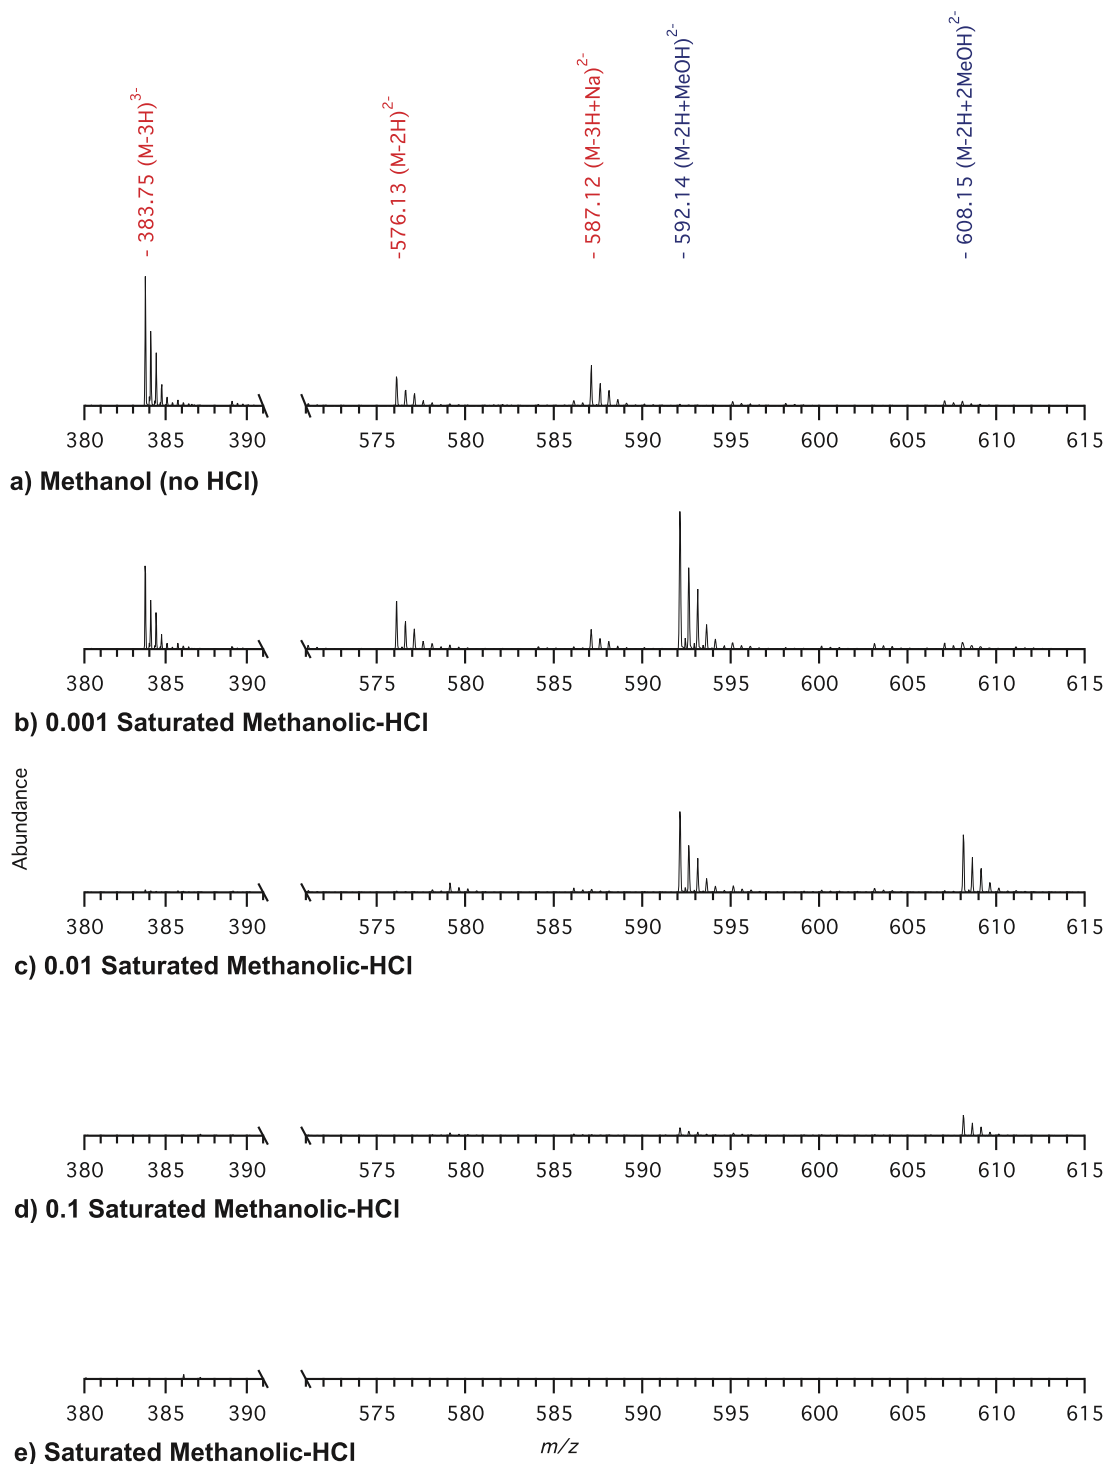 - 383.75 (M-3H)3-
-576.13 (M-2H)2-
- 587.12 (M-3H+Na)2-
- 592.14 (M-2H+MeOH)2-
- 608.15 (M-2H+2MeOH)2-
380 385 390 575 580 585 590 595 600 605 610 615
a) Methanol (no HCl)
380 385 390 575 580 585 590 595 600 605 610 615
b) 0.001 Saturated Methanolic-HCl
Abundance
380 385 390 575 580 585 590 595 600 605 610 615
c) 0.01 Saturated Methanolic-HCl
380 385 390 575 580 585 590 595 600 605 610 615
d) 0.1 Saturated Methanolic-HCl
380 385 390 575 580 585 590 595 600 605 610 615
m/z
e) Saturated Methanolic-HCl